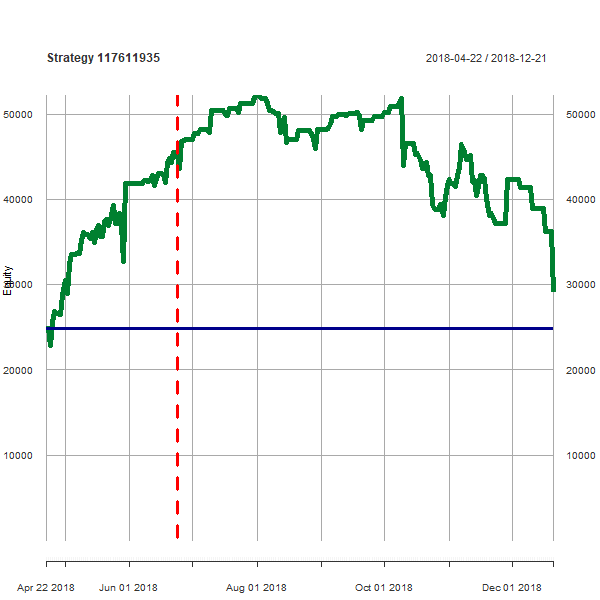 Strategy 117611935 2018-04-22 / 2018-12-21
50000 50000
40000 40000
Equity
30000 30000
20000 20000
10000 10000
Apr 22 2018 Jun 01 2018 Aug 01 2018 Oct 01 2018 Dec 01 2018